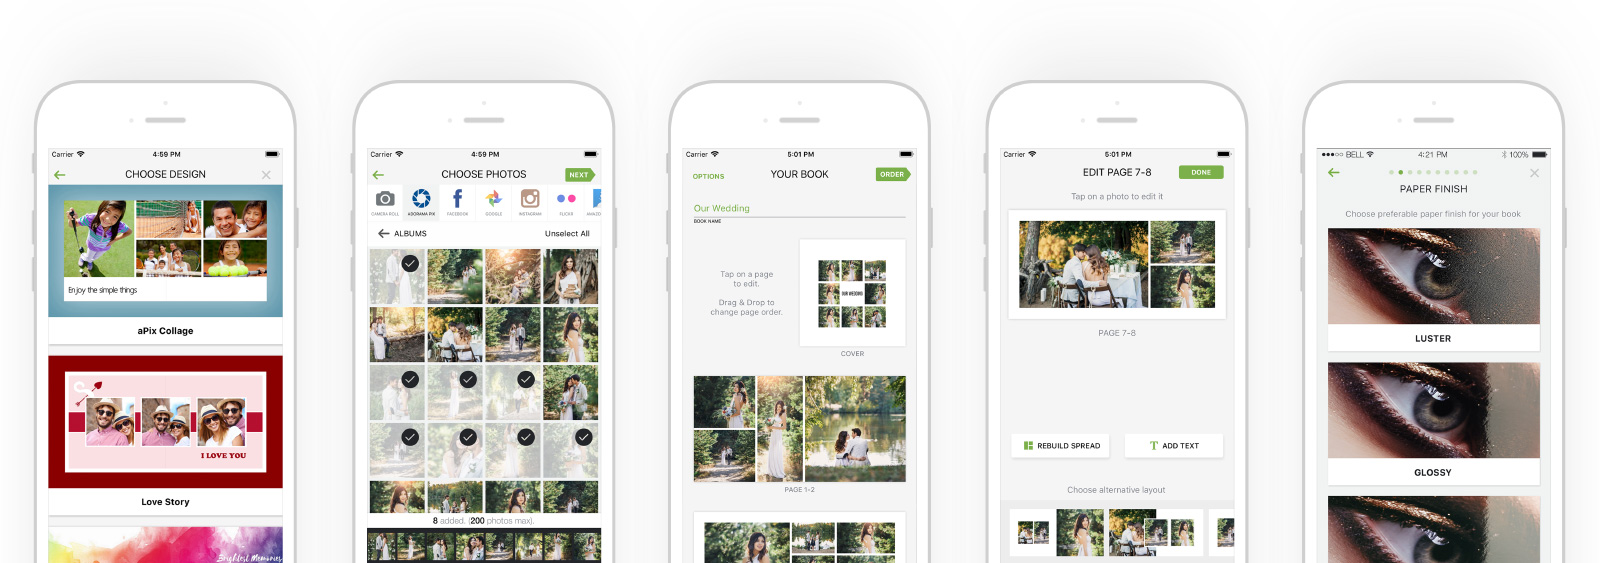 Carrier
4:59 PM
CHOOSE DESIGN
Enjoy the simple things
aPix Collage
I LOVE YOU
Love Story
Brightest Memories
Carrier
4:59 PM
CHOOSE PHOTOS
NEXT
CAMERA ROLL
ADORAMA PIX
FACEBOOK
GOOGLE
INSTAGRAM
FLICKR
AMAZO
ALBUMS
Unselect All
8 added. (200 photos max).
Carrier
5:01 PM
OPTIONS
YOUR BOOK
ORDER
Our Wedding
BOOK NAME
Tap on a page
to edit.
Drag & Drop to
change page order.
OUR WEDDING
COVER
PAGE 1-2
Carrier
5:01 PM
EDIT PAGE 7-8
DONE
Tap on a photo to edit it
PAGE 7-8
REBUILD SPREAD
ADD TEXT
Choose alternative layout
BELL
4:21 PM
100%
PAPER FINISH
Choose preferable paper finish for your book
LUSTER
GLOSSY